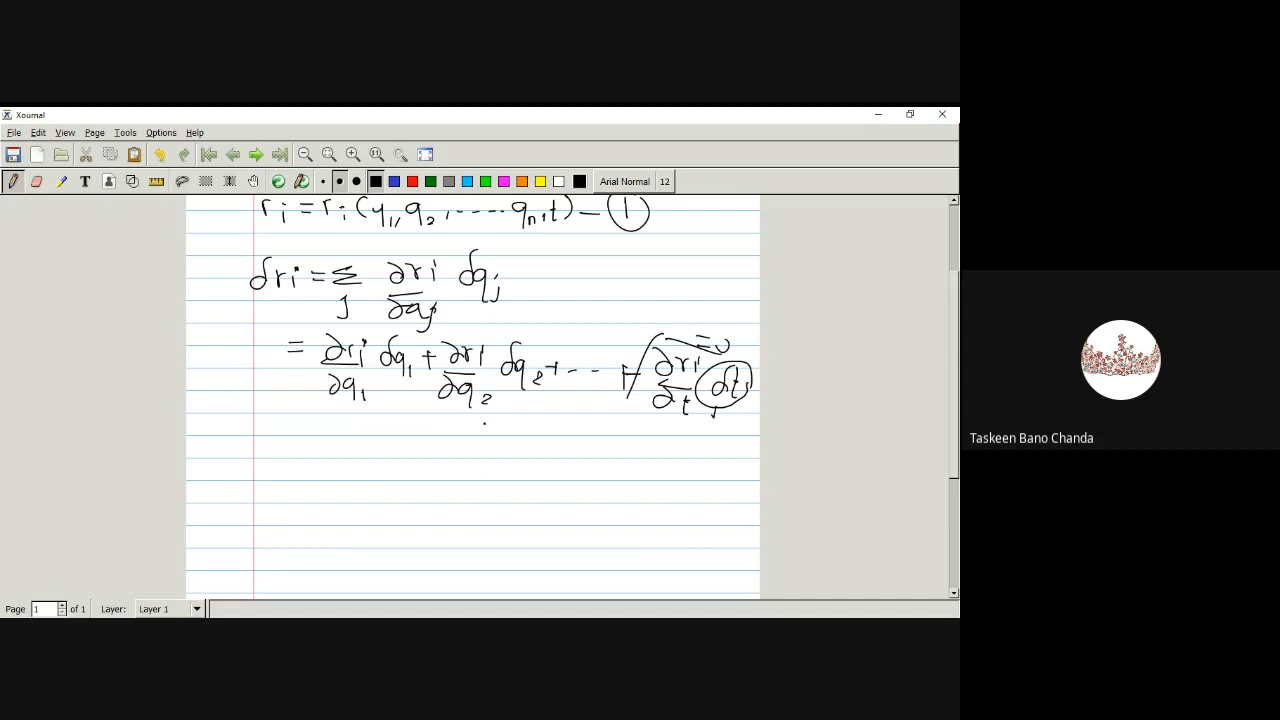 Xournal
File Edit View Page Tools Options Help
Arial Normal 12
ri = ri (q1, q2, ..... qn, t) — 1
δri = Σj ∂ri/∂qj δqj
= ∂ri/∂q1 δq1 + ∂ri/∂q2 δq2 + -- -- + ∂ri/∂t δt = 0
Taskeen Bano Chanda
Page 1 of 1 Layer: Layer 1